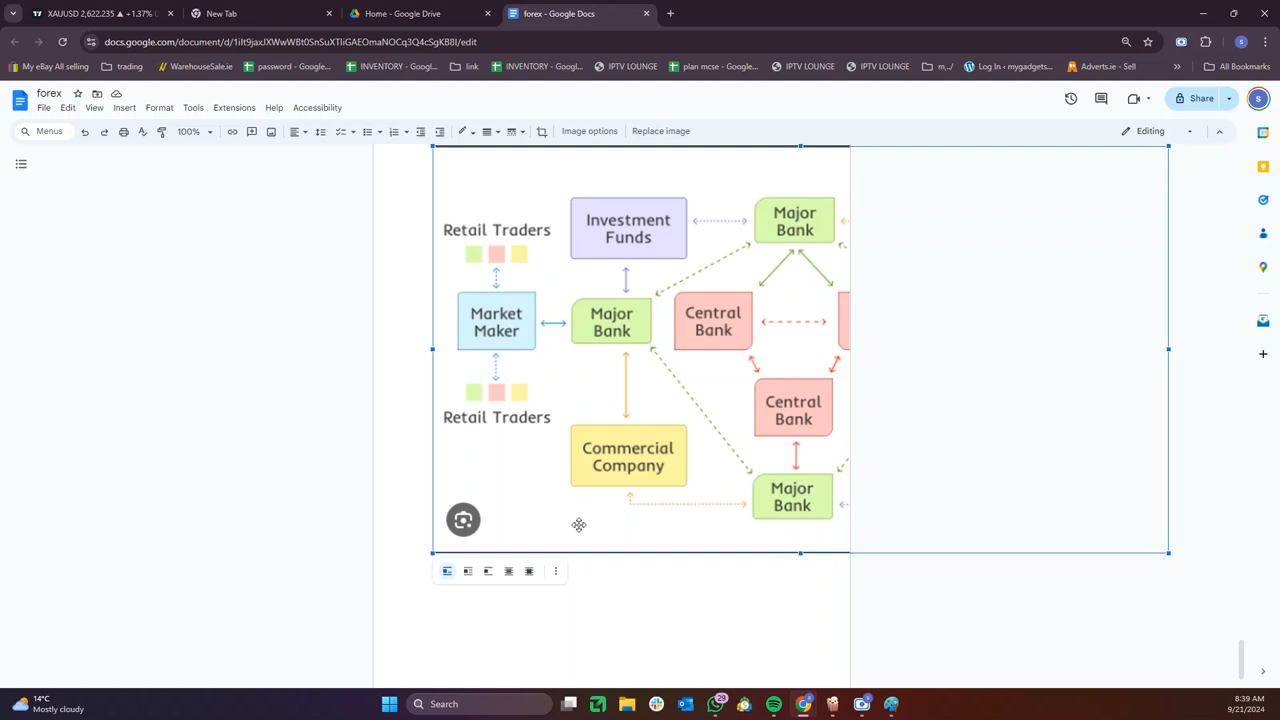 XAUUSD 2,622.235 ▲ +1.37%
New Tab
Home - Google Drive
forex - Google Docs
docs.google.com/document/d/1iIt9jaxJXWwWBt0SnSuXTIiGAEOmaNOCq3Q4cSgKB8I/edit
My eBay All selling
trading
WarehouseSale.ie
password - Google...
INVENTORY - Googl...
link
INVENTORY - Googl...
IPTV LOUNGE
plan mcse - Googl...
IPTV LOUNGE
m,./
Log In ‹ mygadgets...
Adverts.ie - Sell
All Bookmarks
forex
File Edit View Insert Format Tools Extensions Help Accessibility
Share
S
Menus
100%
Image options
Replace image
Editing
Investment
Funds
Major
Bank
Retail Traders
Market
Maker
Major
Bank
Central
Bank
Central
Bank
Retail Traders
Commercial
Company
Major
Bank
14°C
Mostly cloudy
Search
29
8:39 AM
9/21/2024